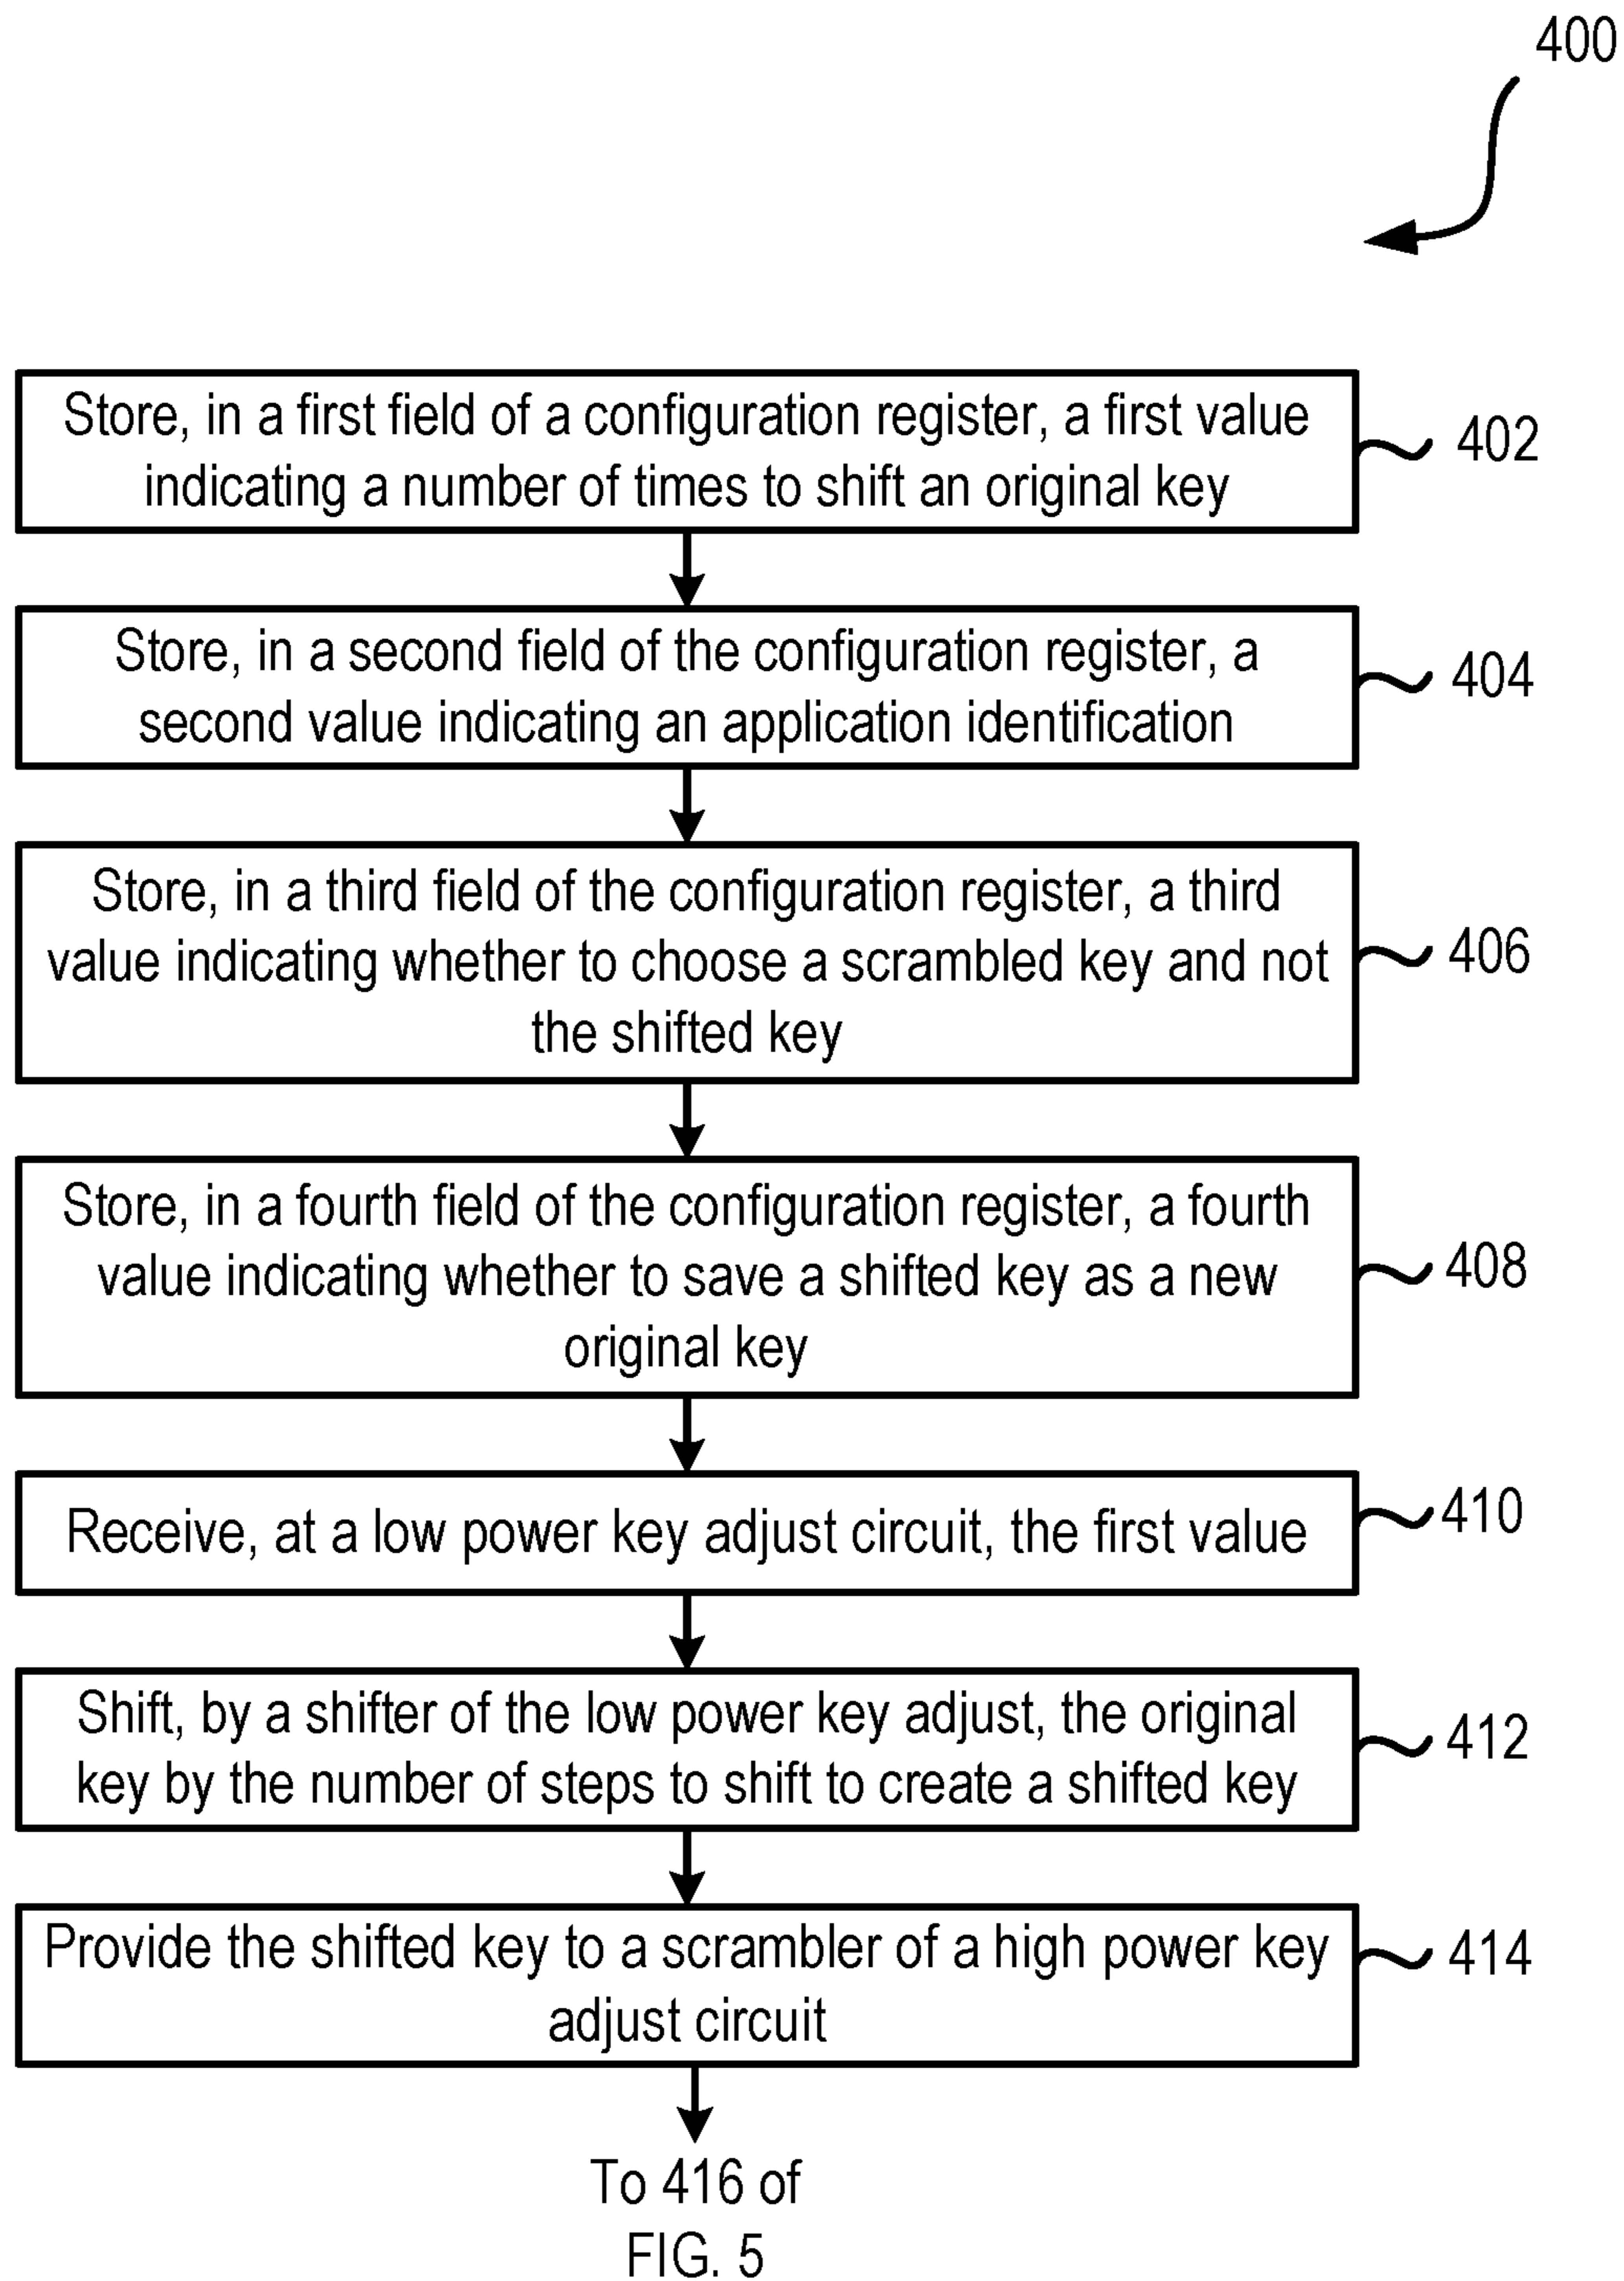 400
Store, in a first field of a configuration register, a first value
indicating a number of times to shift an original key
402
Store, in a second field of the configuration register, a
second value indicating an application identification
404
Store, in a third field of the configuration register, a third
value indicating whether to choose a scrambled key and not
the shifted key
406
Store, in a fourth field of the configuration register, a fourth
value indicating whether to save a shifted key as a new
original key
408
Receive, at a low power key adjust circuit, the first value
410
Shift, by a shifter of the low power key adjust, the original
key by the number of steps to shift to create a shifted key
412
Provide the shifted key to a scrambler of a high power key
adjust circuit
414
To 416 of
FIG. 5